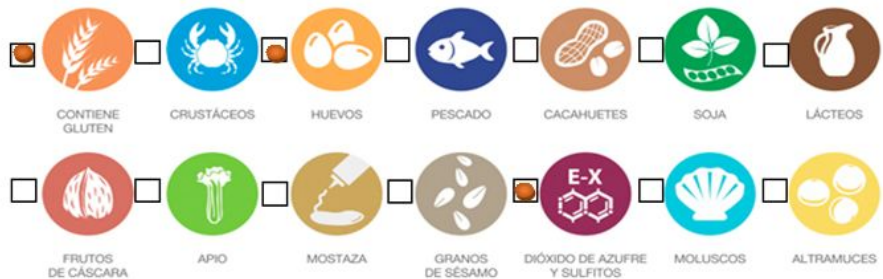 CONTIENE
GLUTEN
CRUSTÁCEOS
HUEVOS
PESCADO
CACAHUETES
SOJA
LÁCTEOS
E-X
FRUTOS
DE CÁSCARA
APIO
MOSTAZA
GRANOS
DE SÉSAMO
DIÓXIDO DE AZUFRE
Y SULFITOS
MOLUSCOS
ALTRAMUCES